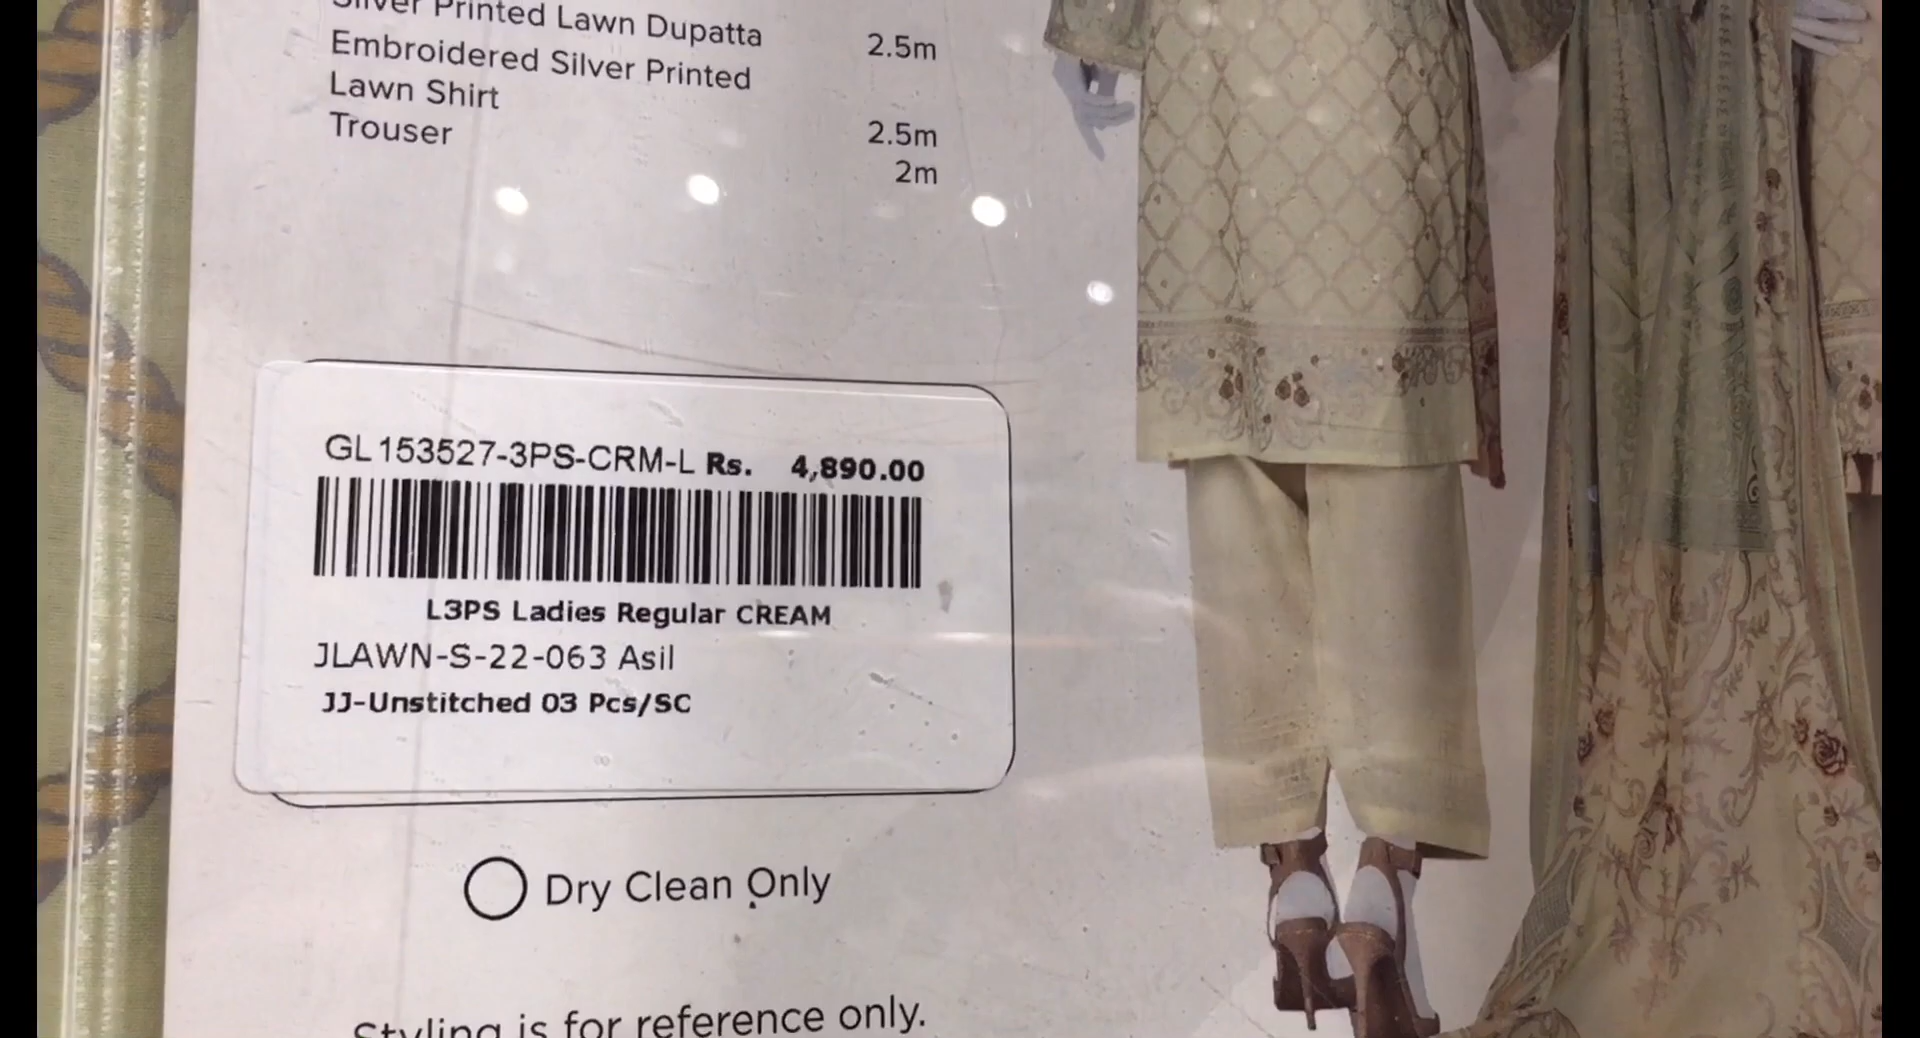 Silver Printed Lawn Dupatta 2.5m
Embroidered Silver Printed
Lawn Shirt 2.5m
Trouser 2m
GL153527-3PS-CRM-L Rs. 4,890.00
L3PS Ladies Regular CREAM
JLAWN-S-22-063 Asil
JJ-Unstitched 03 Pcs/SC
Dry Clean Only
Styling is for reference only.